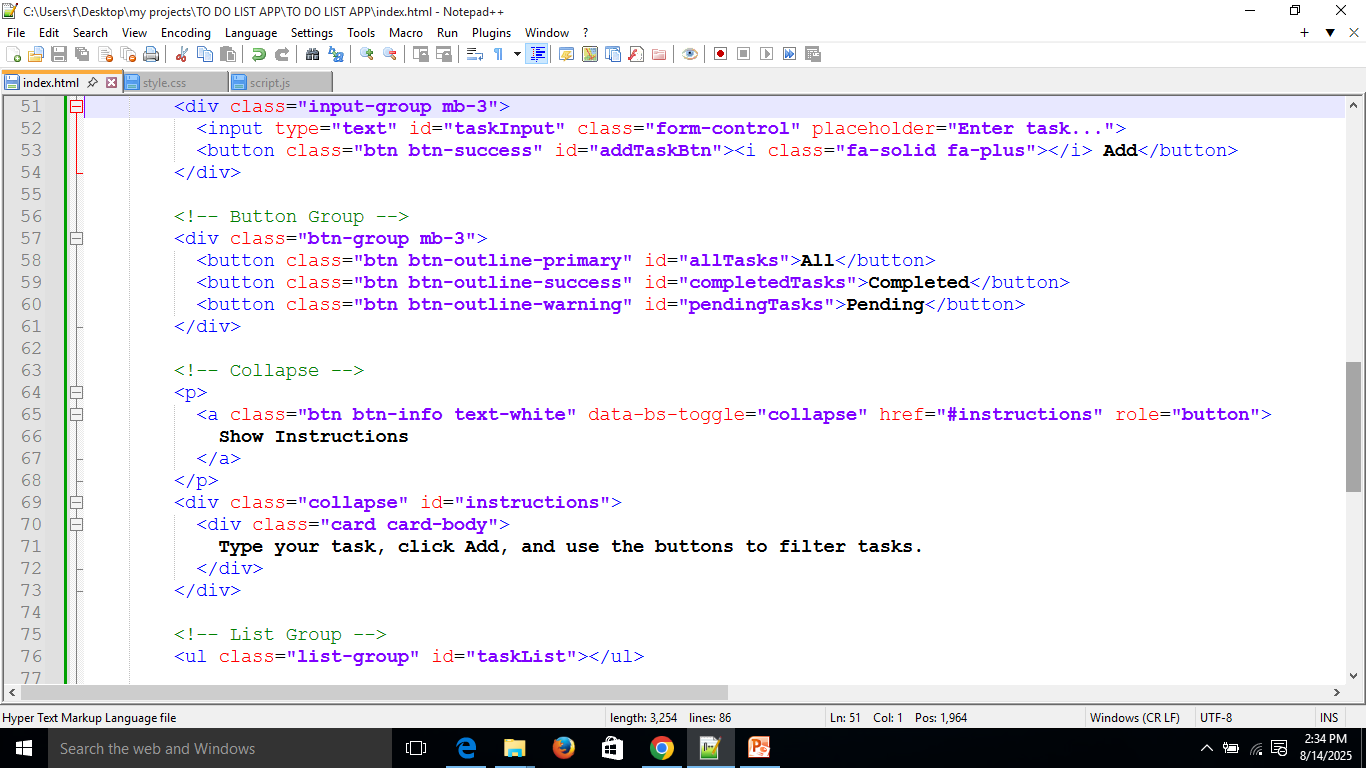 C:\Users\f\Desktop\my projects\TO DO LIST APP\TO DO LIST APP\index.html - Notepad++
File Edit Search View Encoding Language Settings Tools Macro Run Plugins Window ?
index.html style.css script.js
51 <div class="input-group mb-3">
52 <input type="text" id="taskInput" class="form-control" placeholder="Enter task...">
53 <button class="btn btn-success" id="addTaskBtn"><i class="fa-solid fa-plus"></i> Add</button>
54 </div>
55
56 <!-- Button Group -->
57 <div class="btn-group mb-3">
58 <button class="btn btn-outline-primary" id="allTasks">All</button>
59 <button class="btn btn-outline-success" id="completedTasks">Completed</button>
60 <button class="btn btn-outline-warning" id="pendingTasks">Pending</button>
61 </div>
62
63 <!-- Collapse -->
64 <p>
65 <a class="btn btn-info text-white" data-bs-toggle="collapse" href="#instructions" role="button">
66 Show Instructions
67 </a>
68 </p>
69 <div class="collapse" id="instructions">
70 <div class="card card-body">
71 Type your task, click Add, and use the buttons to filter tasks.
72 </div>
73 </div>
74
75 <!-- List Group -->
76 <ul class="list-group" id="taskList"></ul>
77
Hyper Text Markup Language file length: 3,254 lines: 86 Ln: 51 Col: 1 Pos: 1,964 Windows (CR LF) UTF-8 INS
Search the web and Windows
2:34 PM
8/14/2025